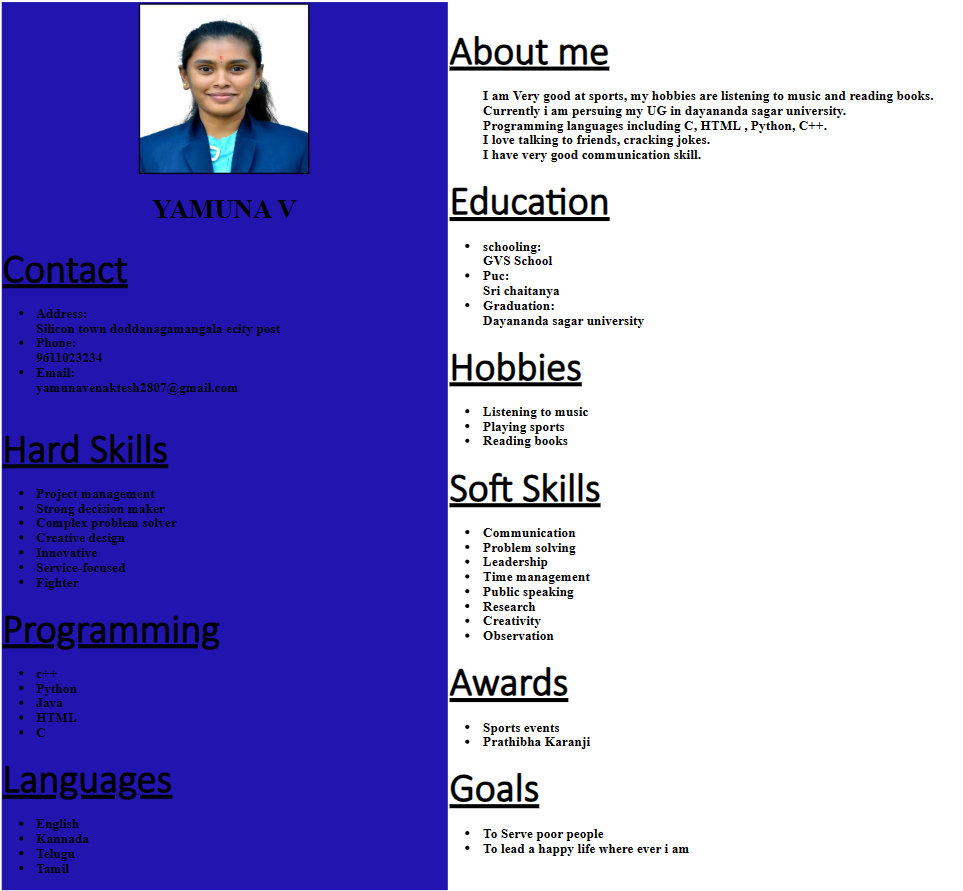 YAMUNA V
Contact
• Address:
Silicon town doddanagamangala ecity post
• Phone:
9611023234
• Email:
yamunavenaktesh2807@gmail.com
Hard Skills
• Project management
• Strong decision maker
• Complex problem solver
• Creative design
• Innovative
• Service-focused
• Fighter
Programming
• c++
• Python
• Java
• HTML
• C
Languages
• English
• Kannada
• Telugu
• Tamil
About me
I am Very good at sports, my hobbies are listening to music and reading books.
Currently i am persuing my UG in dayananda sagar university.
Programming languages including C, HTML , Python, C++.
I love talking to friends, cracking jokes.
I have very good communication skill.
Education
• schooling:
GVS School
• Puc:
Sri chaitanya
• Graduation:
Dayananda sagar university
Hobbies
• Listening to music
• Playing sports
• Reading books
Soft Skills
• Communication
• Problem solving
• Leadership
• Time management
• Public speaking
• Research
• Creativity
• Observation
Awards
• Sports events
• Prathibha Karanji
Goals
• To Serve poor people
• To lead a happy life where ever i am